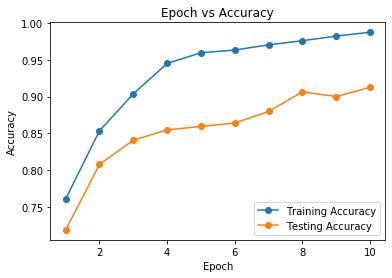 Epoch vs Accuracy
1.00
0.95
0.90
0.85
0.80
0.75
Accuracy
Training Accuracy
Testing Accuracy
2 4 6 8 10
Epoch